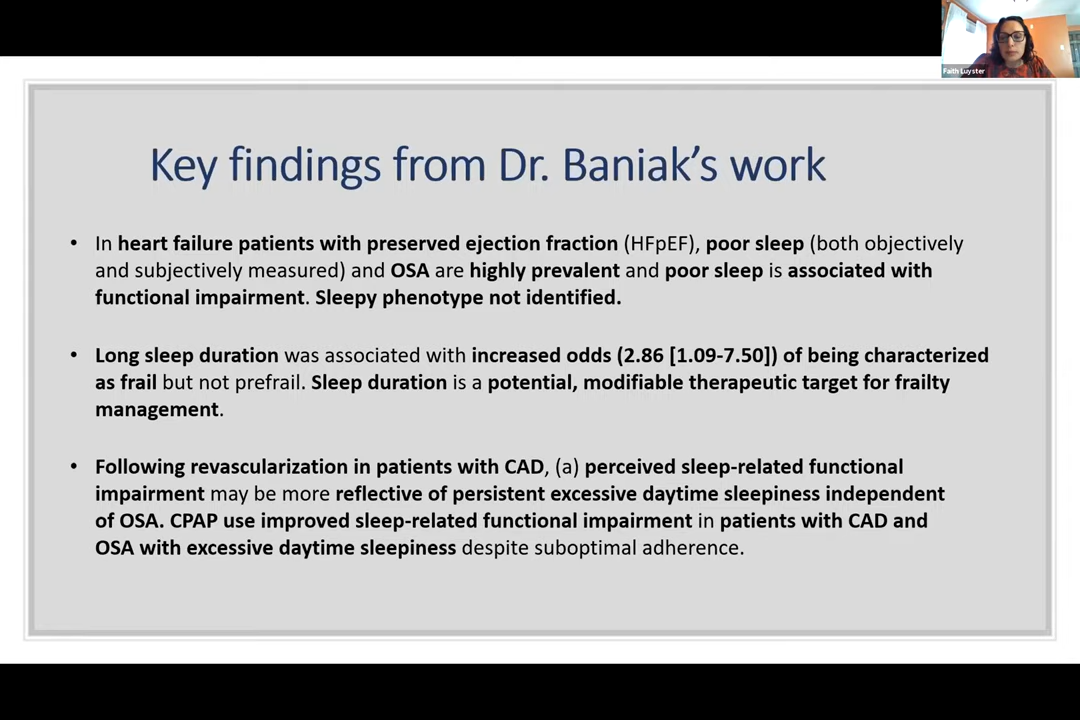 Faith Luyster
Key findings from Dr. Baniak's work
• In heart failure patients with preserved ejection fraction (HFpEF), poor sleep (both objectively
and subjectively measured) and OSA are highly prevalent and poor sleep is associated with
functional impairment. Sleepy phenotype not identified.
• Long sleep duration was associated with increased odds (2.86 [1.09-7.50]) of being characterized
as frail but not prefrail. Sleep duration is a potential, modifiable therapeutic target for frailty
management.
• Following revascularization in patients with CAD, (a) perceived sleep-related functional
impairment may be more reflective of persistent excessive daytime sleepiness independent
of OSA. CPAP use improved sleep-related functional impairment in patients with CAD and
OSA with excessive daytime sleepiness despite suboptimal adherence.